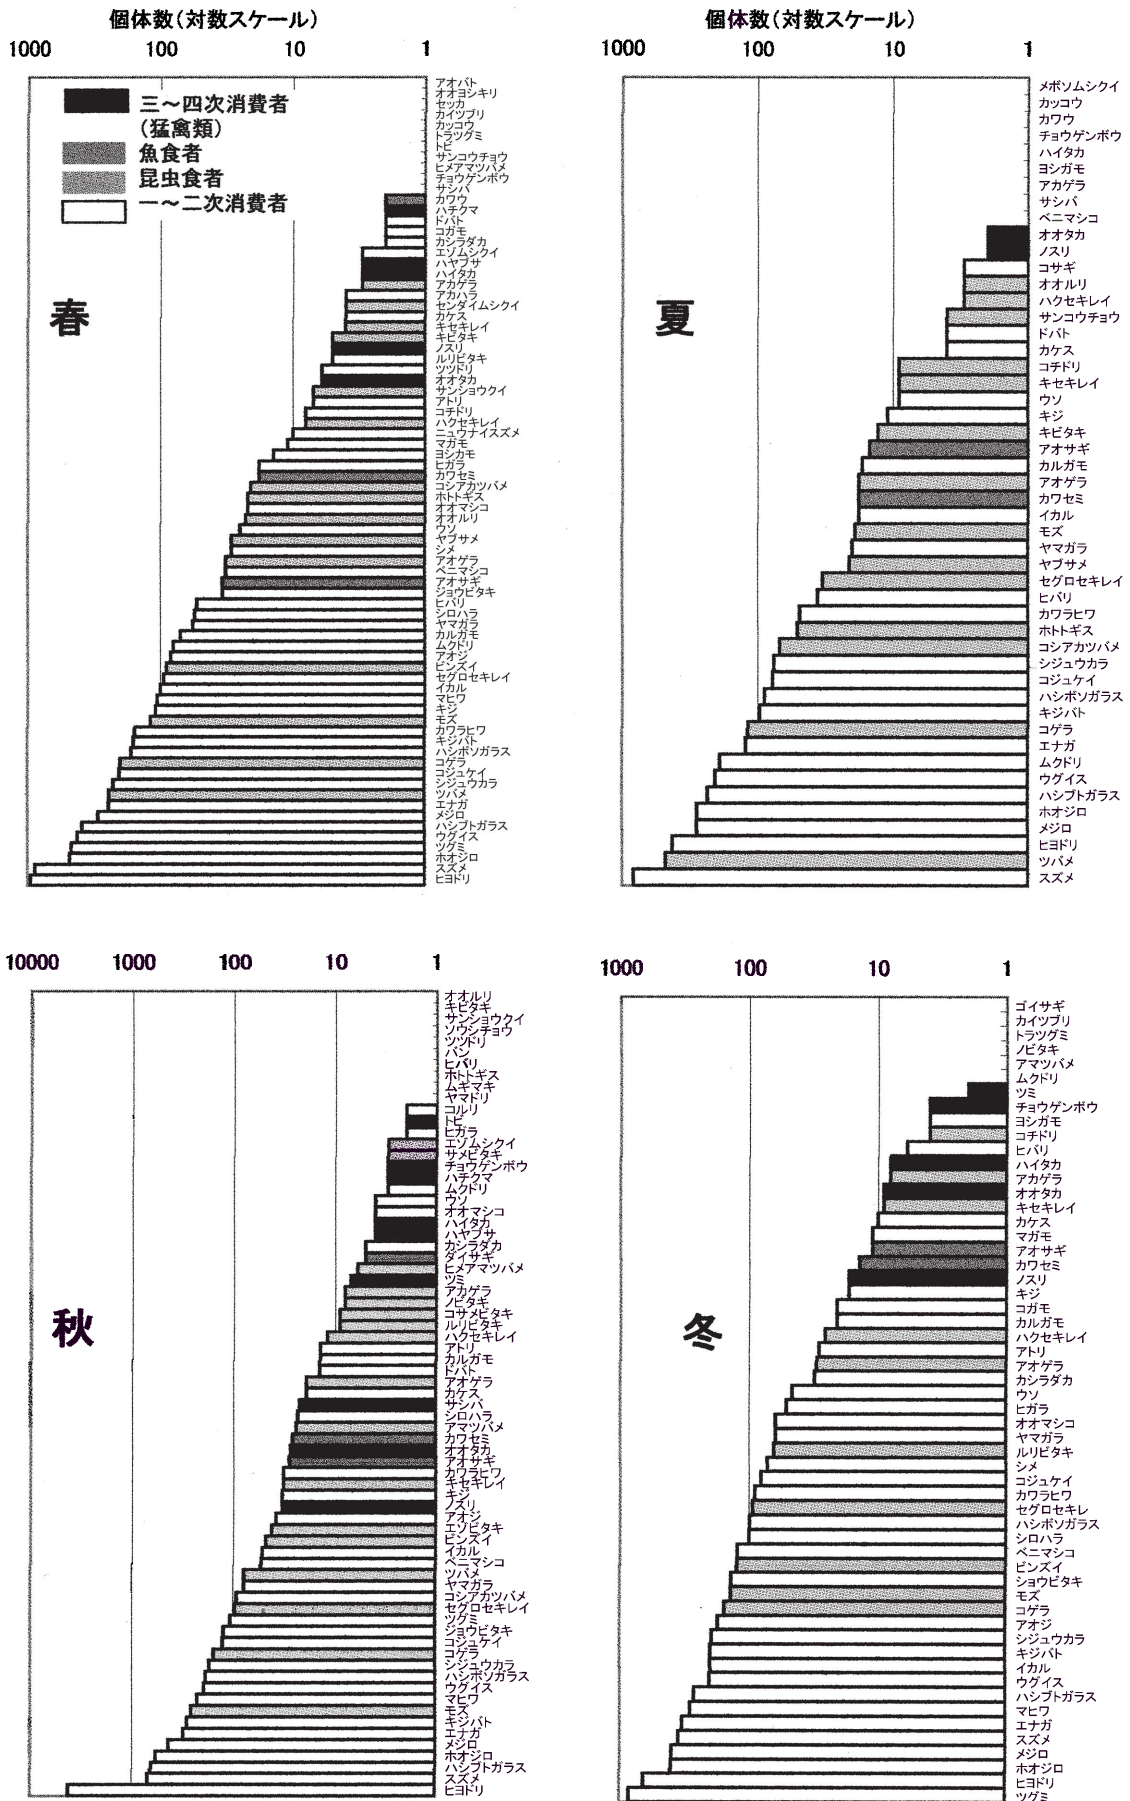 個体数(対数スケール)
1000 100 10 1
三～四次消費者
(猛禽類)
魚食者
昆虫食者
一～二次消費者
春
アオバト
オオヨシキリ
セッカ
カイツブリ
カッコウ
トラツグミ
トビ
サンコウチョウ
ヒメアマツバメ
チョウゲンボウ
サシバ
カワウ
ハチクマ
ドバト
コガモ
カシラダカ
エゾムシクイ
ハヤブサ
ハイタカ
アカゲラ
アカハラ
センダイムシクイ
カケス
キセキレイ
キビタキ
ノスリ
ルリビタキ
ツツドリ
オオタカ
サンショウクイ
アトリ
コチドリ
ハクセキレイ
ニュウナイスズメ
マガモ
ヨシカモ
ヒガラ
カワセミ
コシアカツバメ
ホトトギス
オオマシコ
オオルリ
ウソ
ヤブサメ
シメ
アオゲラ
ベニマシコ
アオサギ
ジョウビタキ
ヒバリ
シロハラ
ヤマガラ
カルガモ
ムクドリ
アオジ
ビンズイ
セグロセキレイ
イカル
マヒワ
キジ
モズ
カワラヒワ
キジバト
ハシボソガラス
コゲラ
コジュケイ
シジュウカラ
ツバメ
エナガ
メジロ
ハシブトガラス
ウグイス
ツグミ
ホオジロ
スズメ
ヒヨドリ
個体数(対数スケール)
1000 100 10 1
夏
メボソムシクイ
カッコウ
カワウ
チョウゲンボウ
ハイタカ
ヨシガモ
アカゲラ
サシバ
ベニマシコ
オオタカ
ノスリ
コサギ
オオルリ
ハクセキレイ
サンコウチョウ
ドバト
カケス
コチドリ
キセキレイ
ウソ
キジ
キビタキ
アオサギ
カルガモ
アオゲラ
カワセミ
イカル
モズ
ヤマガラ
ヤブサメ
セグロセキレイ
ヒバリ
カワラヒワ
ホトトギス
コシアカツバメ
シジュウカラ
コジュケイ
ハシボソガラス
キジバト
コゲラ
エナガ
ムクドリ
ウグイス
ハシブトガラス
ホオジロ
メジロ
ヒヨドリ
ツバメ
スズメ
10000 1000 100 10 1
秋
オオルリ
キビタキ
サンショウクイ
ソウシチョウ
ツツドリ
バン
ヒバリ
ホトトギス
ムギマキ
ヤマドリ
コルリ
トビ
ヒガラ
エゾムシクイ
サメビタキ
チョウゲンボウ
ハチクマ
ムクドリ
ウソ
オオマシコ
ハイタカ
ハヤブサ
カシラダカ
ダイサギ
ヒメアマツバメ
ツミ
アカゲラ
ノビタキ
コサメビタキ
ルリビタキ
ハクセキレイ
アトリ
カルガモ
ドバト
アオゲラ
カケス
サシバ
シロハラ
アマツバメ
カワセミ
オオタカ
アオサギ
カワラヒワ
キセキレイ
キジ
ノスリ
アオジ
エゾビタキ
ビンズイ
イカル
ベニマシコ
ツバメ
ヤマガラ
コシアカツバメ
セグロセキレイ
ツグミ
ジョウビタキ
コジュケイ
コゲラ
シジュウカラ
ハシボソガラス
ウグイス
マヒワ
モズ
キジバト
エナガ
メジロ
ホオジロ
ハシブトガラス
スズメ
ヒヨドリ
1000 100 10 1
冬
ゴイサギ
カイツブリ
トラツグミ
ノビタキ
アマツバメ
ムクドリ
ツミ
チョウゲンボウ
ヨシガモ
コチドリ
ヒバリ
ハイタカ
アカゲラ
オオタカ
キセキレイ
カケス
マガモ
アオサギ
カワセミ
ノスリ
キジ
コガモ
カルガモ
ハクセキレイ
アトリ
アオゲラ
カシラダカ
ウソ
ヒガラ
オオマシコ
ヤマガラ
ルリビタキ
シメ
コジュケイ
カワラヒワ
セグロセキレ
ハシボソガラス
シロハラ
ベニマシコ
ビンズイ
ショウビタキ
モズ
コゲラ
アオジ
シジュウカラ
キジバト
イカル
ウグイス
ハシブトガラス
マヒワ
エナガ
スズメ
メジロ
ホオジロ
ヒヨドリ
ツグミ